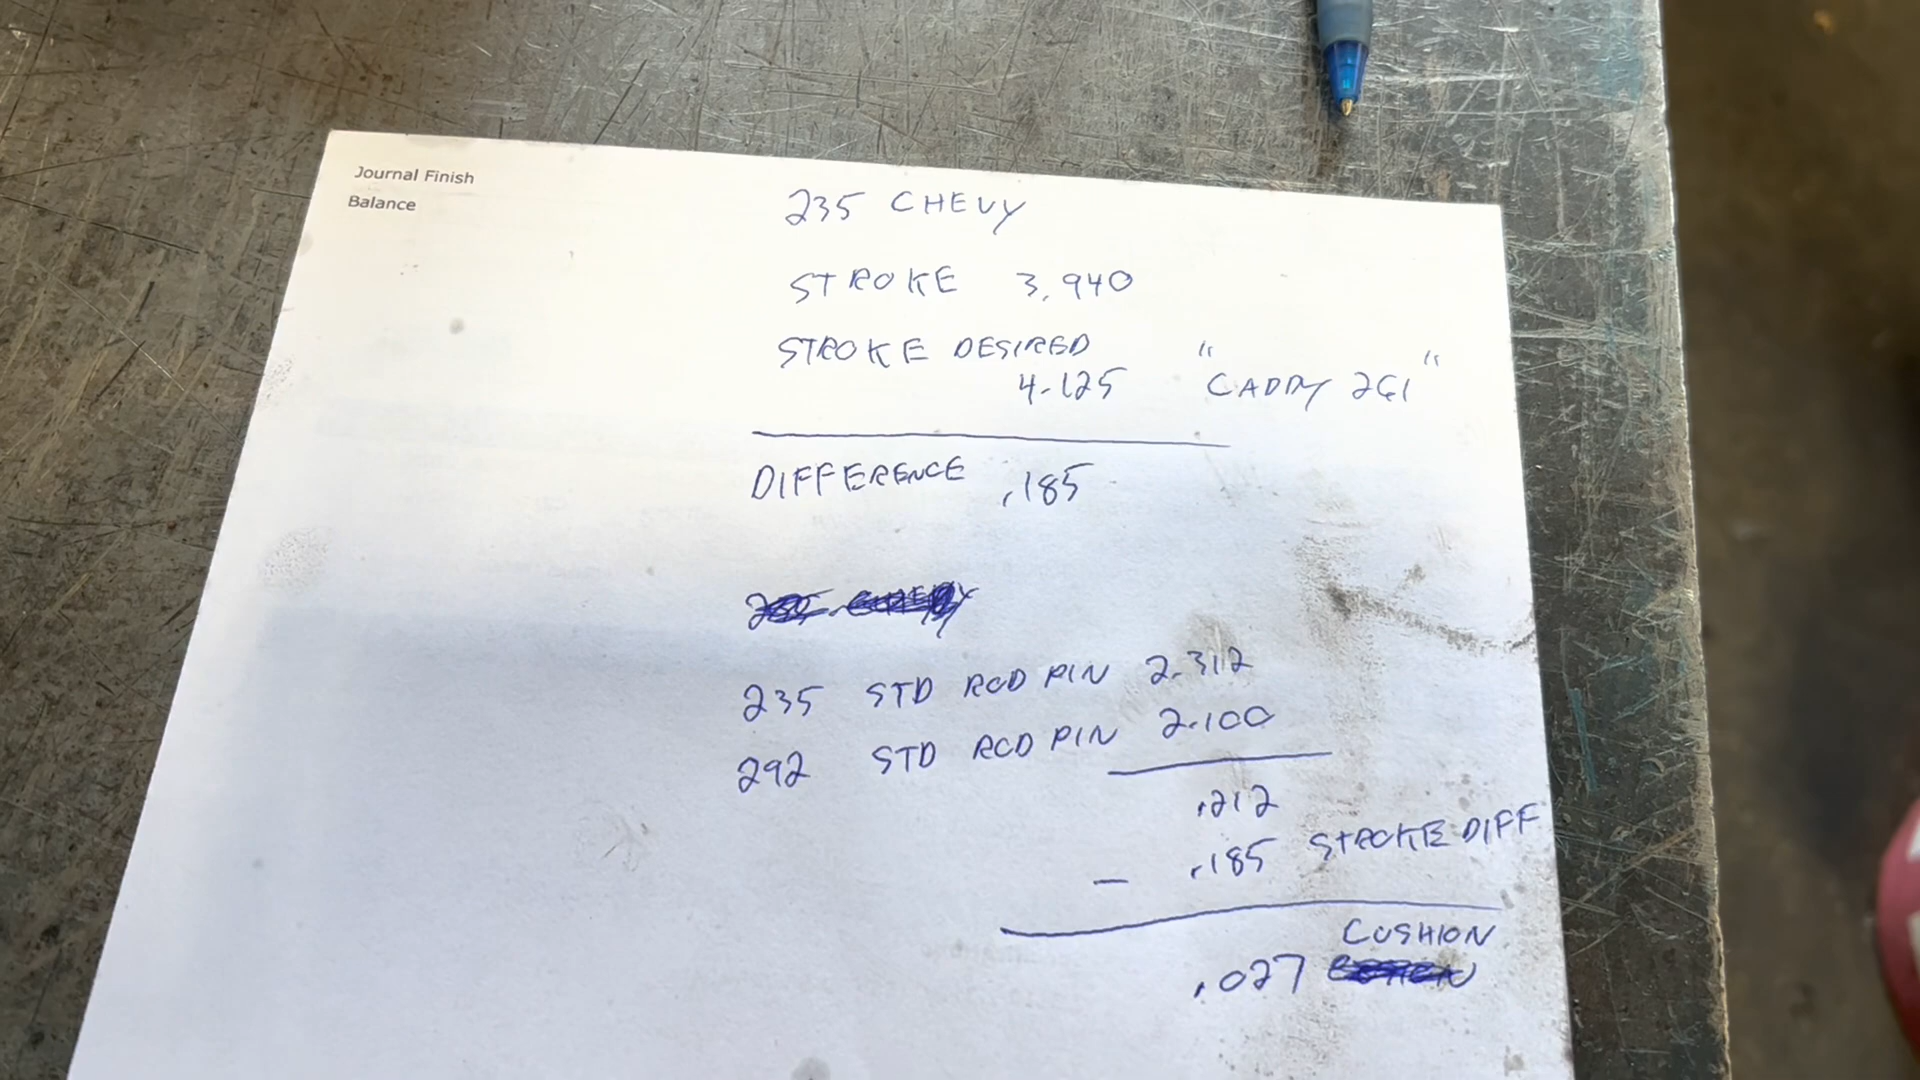 Journal Finish
Balance
235 CHEVY
STROKE 3.940
STROKE DESIRED
4.125 "CADDY 261"
DIFFERENCE .185
235 STD ROD PIN 2.312
292 STD ROD PIN 2.100
.212
- .185 STROKE DIFF
CUSHION
.027